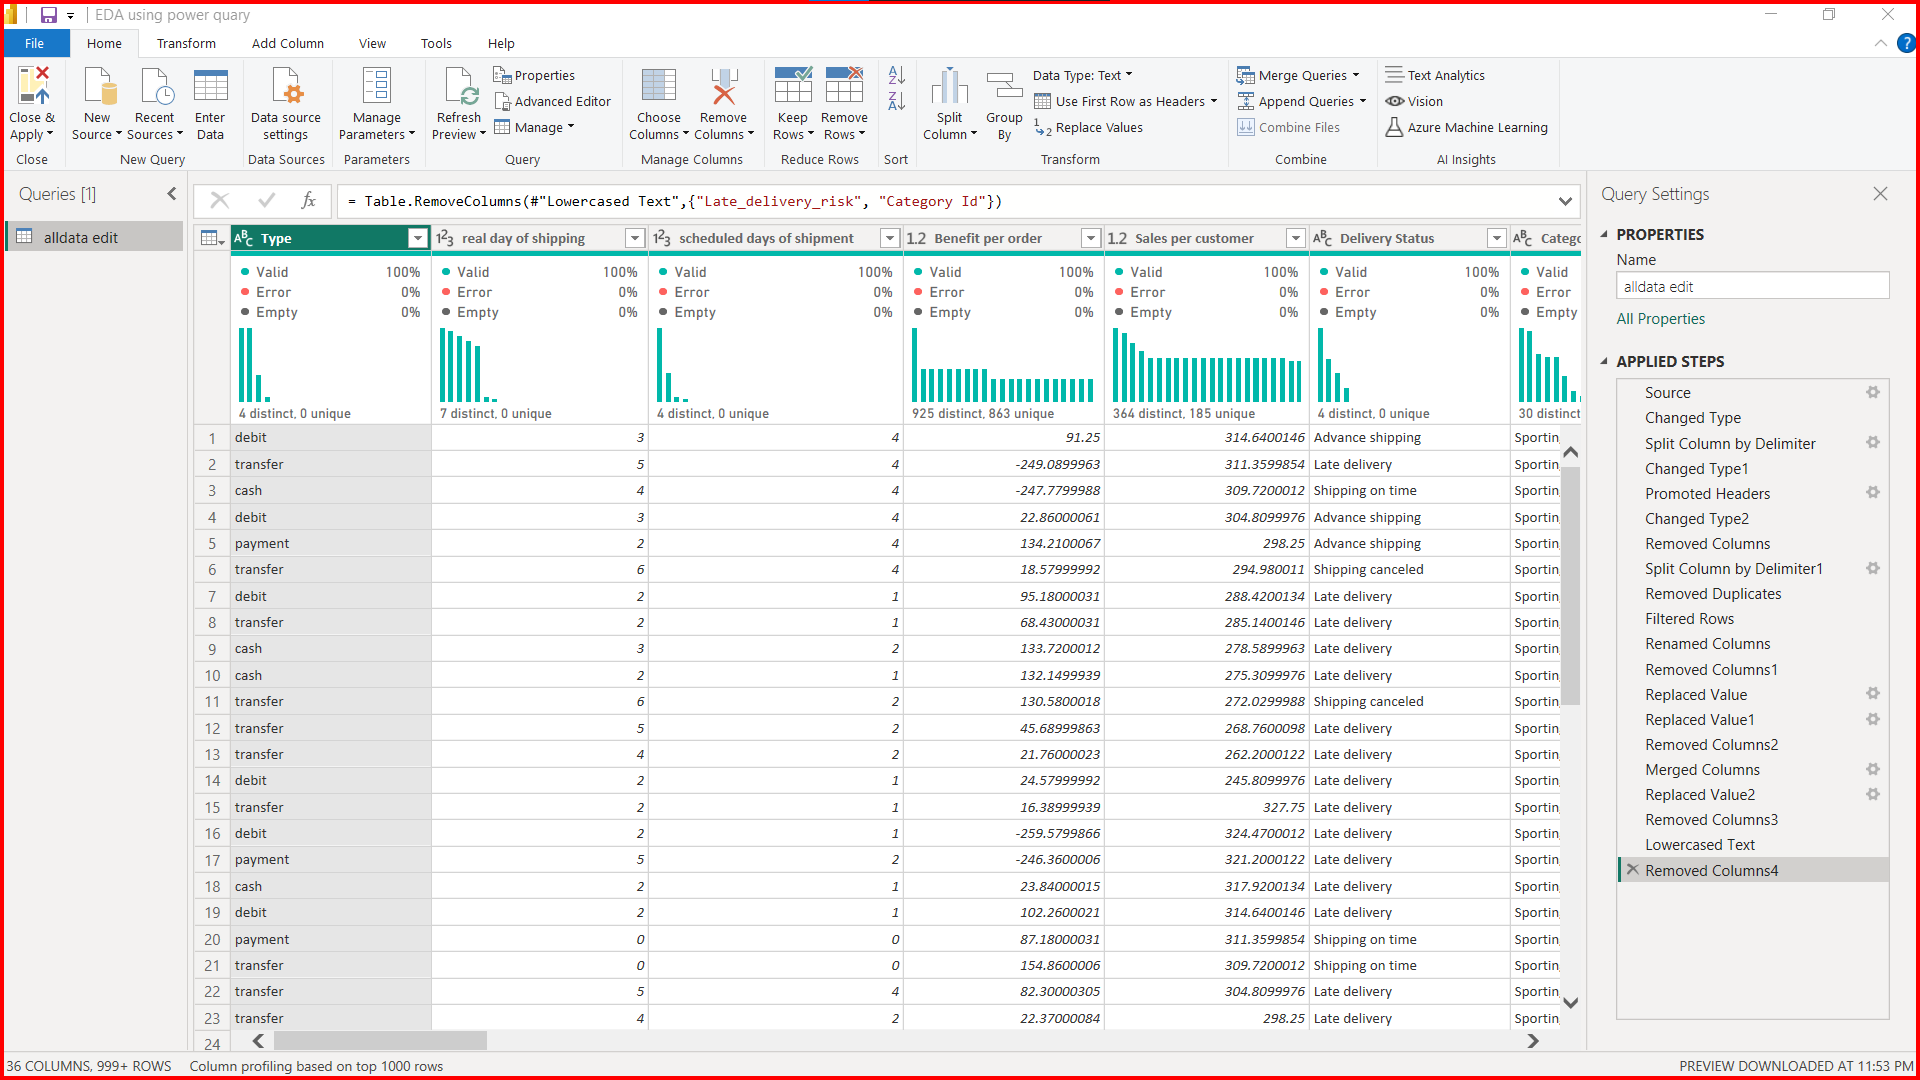 EDA using power quary
File Home Transform Add Column View Tools Help
Close & Apply
Close
New Source
Recent Sources
Enter Data
New Query
Data source settings
Data Sources
Manage Parameters
Parameters
Refresh Preview
Properties
Advanced Editor
Manage
Query
Choose Columns
Remove Columns
Manage Columns
Keep Rows
Remove Rows
Reduce Rows
Sort
Split Column
Group By
Data Type: Text
Use First Row as Headers
Replace Values
Transform
Merge Queries
Append Queries
Combine Files
Combine
Text Analytics
Vision
Azure Machine Learning
AI Insights
Queries [1]
alldata edit
fx = Table.RemoveColumns(#"Lowercased Text",{"Late_delivery_risk", "Category Id"})
ABC Type 123 real day of shipping 123 scheduled days of shipment 1.2 Benefit per order 1.2 Sales per customer ABC Delivery Status ABC Catego
Valid 100% Valid 100% Valid 100% Valid 100% Valid 100% Valid 100% Valid
Error 0% Error 0% Error 0% Error 0% Error 0% Error 0% Error
Empty 0% Empty 0% Empty 0% Empty 0% Empty 0% Empty 0% Empty
4 distinct, 0 unique 7 distinct, 0 unique 4 distinct, 0 unique 925 distinct, 863 unique 364 distinct, 185 unique 4 distinct, 0 unique 30 distinct
1 debit 3 4 91.25 314.6400146 Advance shipping Sportin
2 transfer 5 4 -249.0899963 311.3599854 Late delivery Sportin
3 cash 4 4 -247.7799988 309.7200012 Shipping on time Sportin
4 debit 3 4 22.86000061 304.8099976 Advance shipping Sportin
5 payment 2 4 134.2100067 298.25 Advance shipping Sportin
6 transfer 6 4 18.57999992 294.980011 Shipping canceled Sportin
7 debit 2 1 95.18000031 288.4200134 Late delivery Sportin
8 transfer 2 1 68.43000031 285.1400146 Late delivery Sportin
9 cash 3 2 133.7200012 278.5899963 Late delivery Sportin
10 cash 2 1 132.1499939 275.3099976 Late delivery Sportin
11 transfer 6 2 130.5800018 272.0299988 Shipping canceled Sportin
12 transfer 5 2 45.68999863 268.7600098 Late delivery Sportin
13 transfer 4 2 21.76000023 262.2000122 Late delivery Sportin
14 debit 2 1 24.57999992 245.8099976 Late delivery Sportin
15 transfer 2 1 16.38999939 327.75 Late delivery Sportin
16 debit 2 1 -259.5799866 324.4700012 Late delivery Sportin
17 payment 5 2 -246.3600006 321.2000122 Late delivery Sportin
18 cash 2 1 23.84000015 317.9200134 Late delivery Sportin
19 debit 2 1 102.2600021 314.6400146 Late delivery Sportin
20 payment 0 0 87.18000031 311.3599854 Shipping on time Sportin
21 transfer 0 0 154.8600006 309.7200012 Shipping on time Sportin
22 transfer 5 4 82.30000305 304.8099976 Late delivery Sportin
23 transfer 4 2 22.37000084 298.25 Late delivery Sportin
24
Query Settings
PROPERTIES
Name
alldata edit
All Properties
APPLIED STEPS
Source
Changed Type
Split Column by Delimiter
Changed Type1
Promoted Headers
Changed Type2
Removed Columns
Split Column by Delimiter1
Removed Duplicates
Filtered Rows
Renamed Columns
Removed Columns1
Replaced Value
Replaced Value1
Removed Columns2
Merged Columns
Replaced Value2
Removed Columns3
Lowercased Text
Removed Columns4
36 COLUMNS, 999+ ROWS Column profiling based on top 1000 rows PREVIEW DOWNLOADED AT 11:53 PM